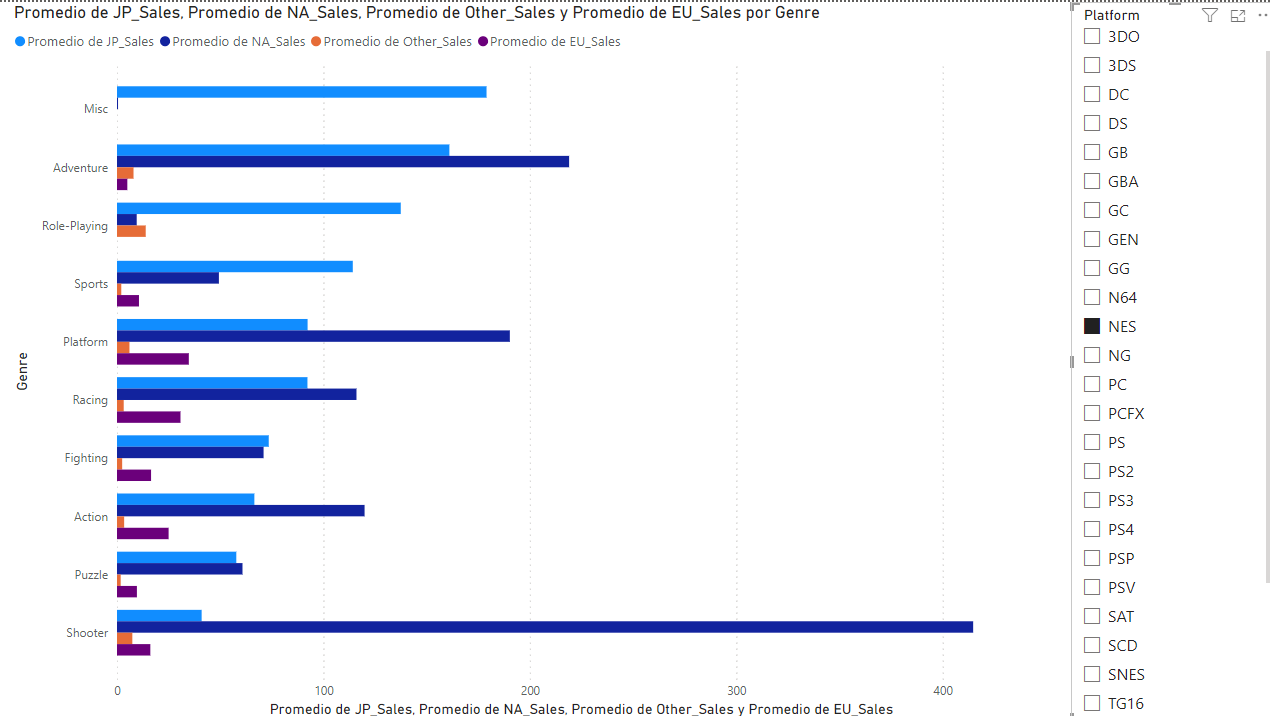 Promedio de JP_Sales, Promedio de NA_Sales, Promedio de Other_Sales y Promedio de EU_Sales por Genre
Promedio de JP_Sales Promedio de NA_Sales Promedio de Other_Sales Promedio de EU_Sales
Genre
Misc
Adventure
Role-Playing
Sports
Platform
Racing
Fighting
Action
Puzzle
Shooter
0 100 200 300 400
Promedio de JP_Sales, Promedio de NA_Sales, Promedio de Other_Sales y Promedio de EU_Sales
Platform
3DO
3DS
DC
DS
GB
GBA
GC
GEN
GG
N64
NES
NG
PC
PCFX
PS
PS2
PS3
PS4
PSP
PSV
SAT
SCD
SNES
TG16